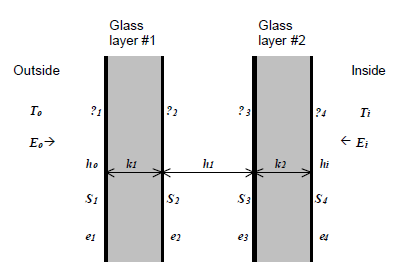 Glass
layer #1
Glass
layer #2
Outside
Inside
To
?1
?2
?3
?4
Ti
Eo→
← Ei
ho
k1
h1
k2
hi
S1
S2
S3
S4
e1
e2
e3
e4